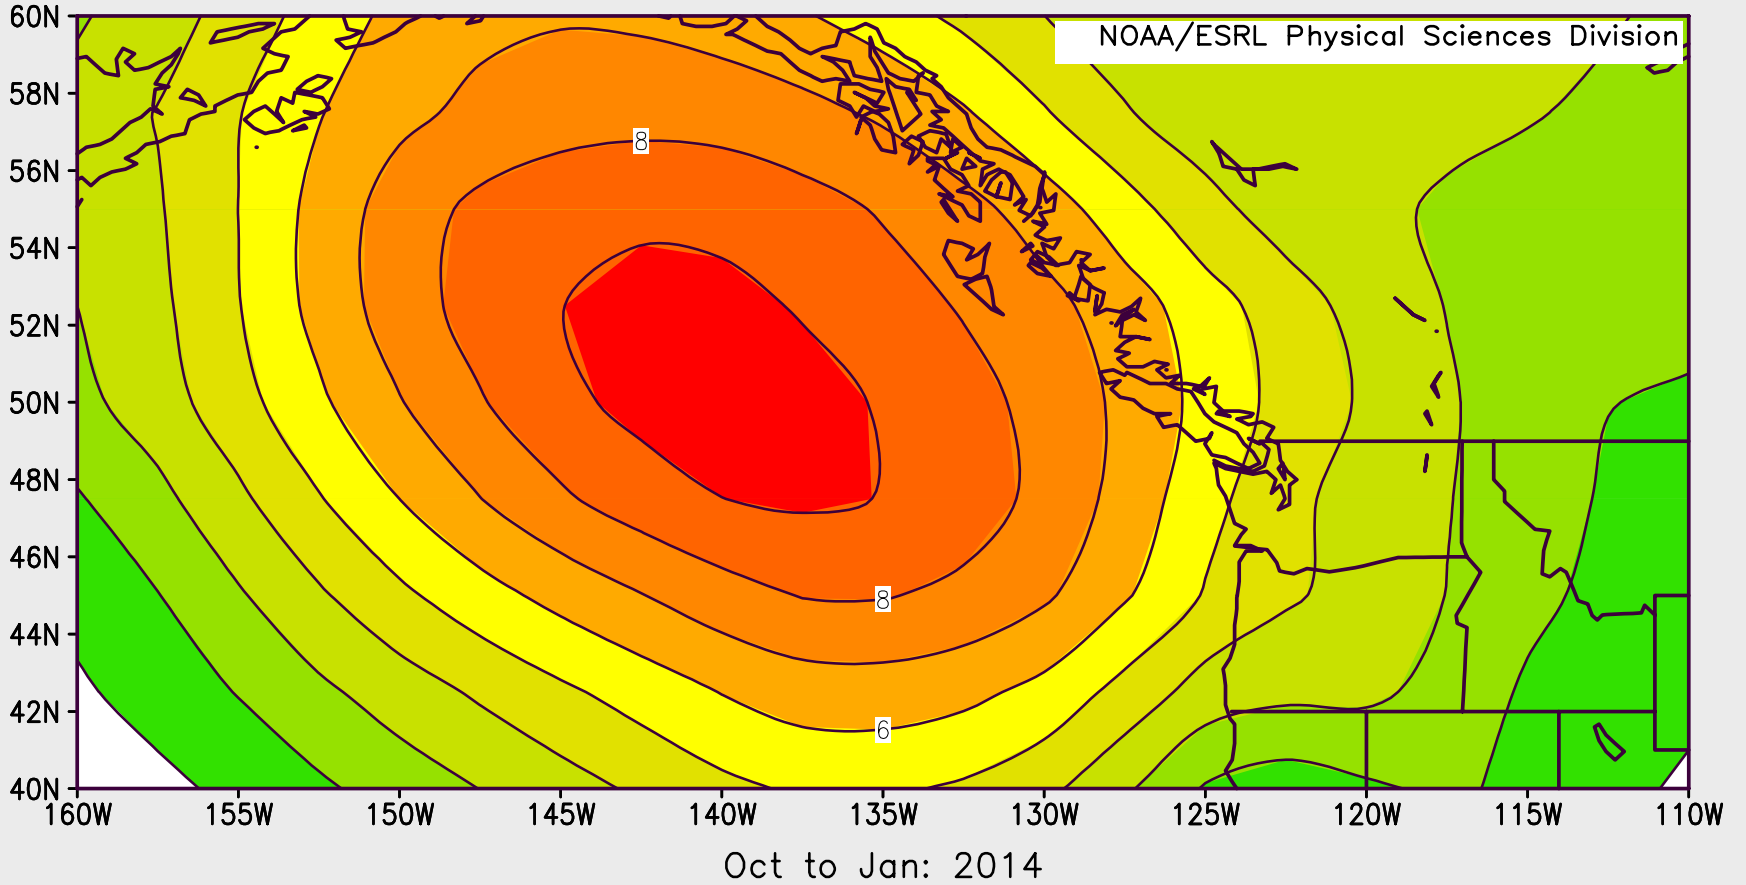 60N
NOAA/ESRL Physical Sciences Division
58N
8
56N
54N
52N
50N
48N
46N
8
44N
6
42N
40N
160W 155W 150W 145W 140W 135W 130W 125W 120W 115W 110W
Oct to Jan: 2014